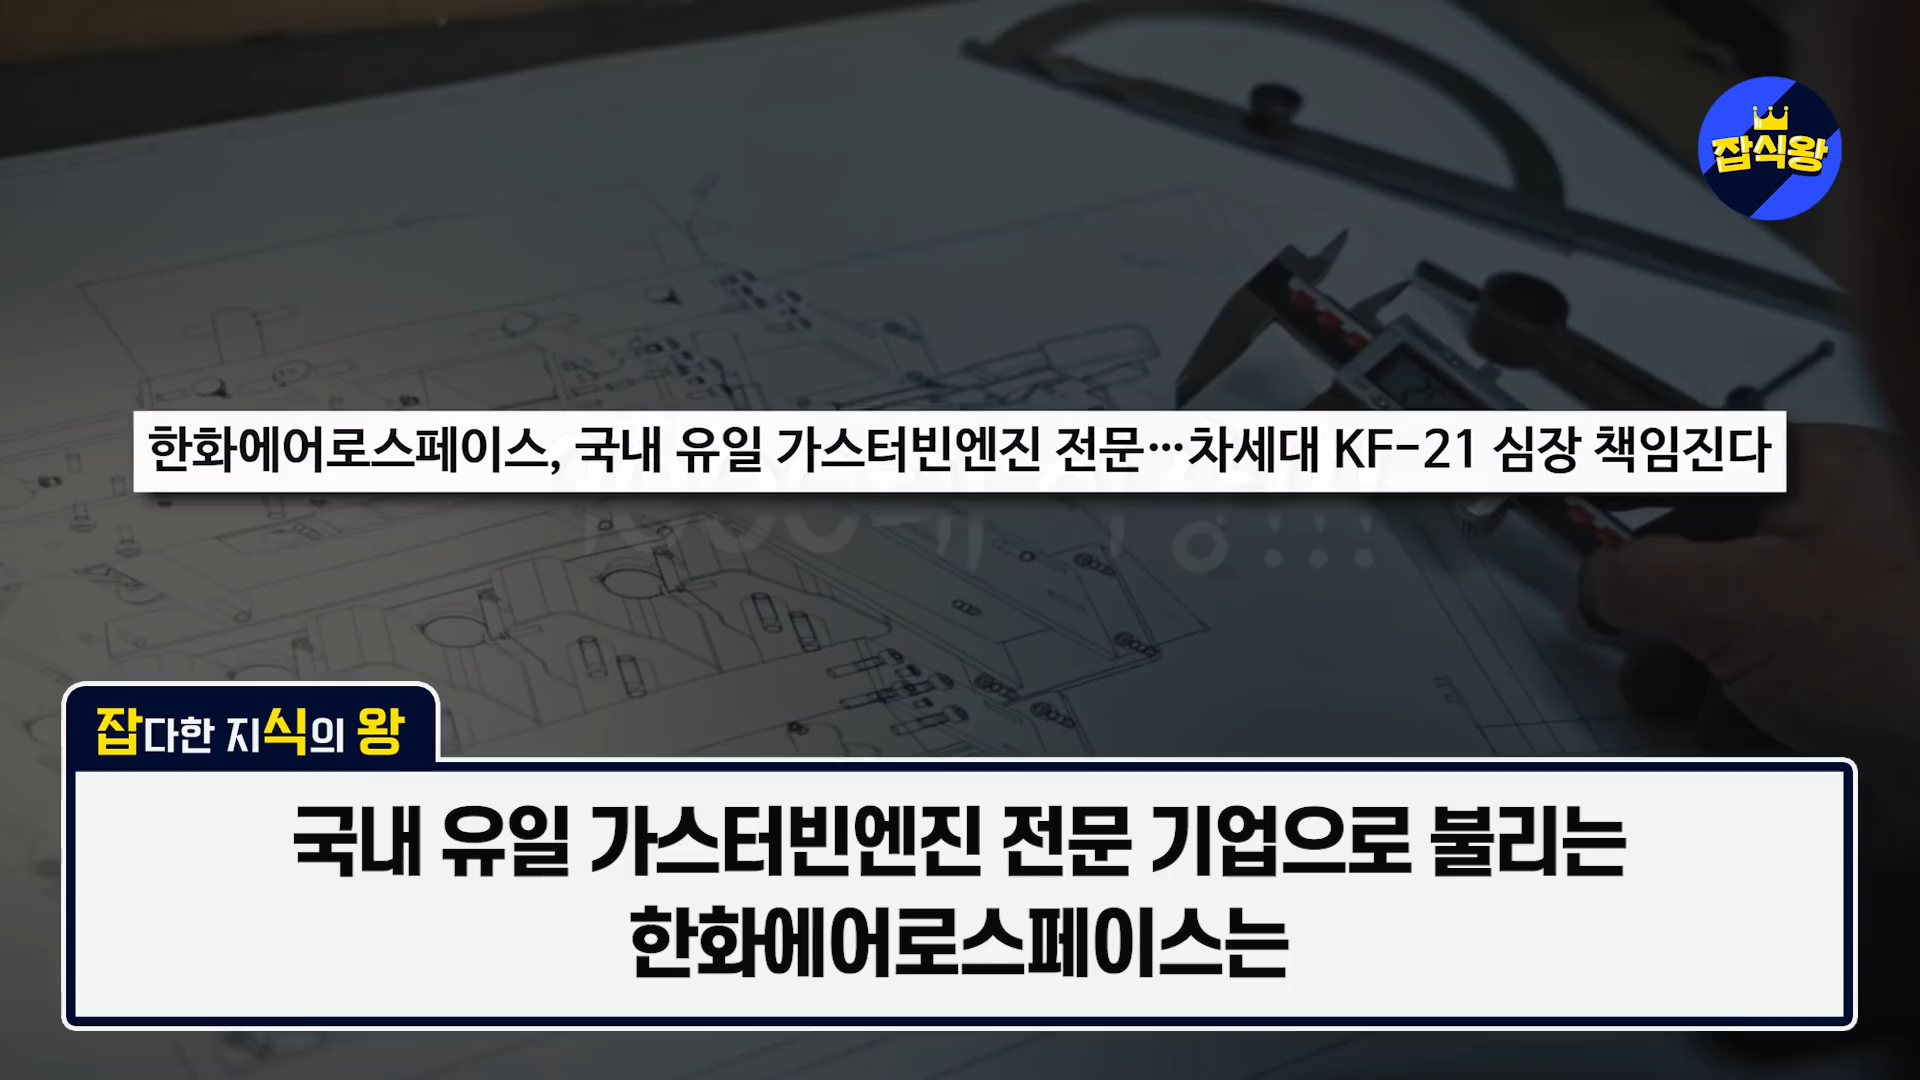 잡식왕
한화에어로스페이스, 국내 유일 가스터빈엔진 전문…차세대 KF-21 심장 책임진다
잡다한 지식의 왕
국내 유일 가스터빈엔진 전문 기업으로 불리는
한화에어로스페이스는